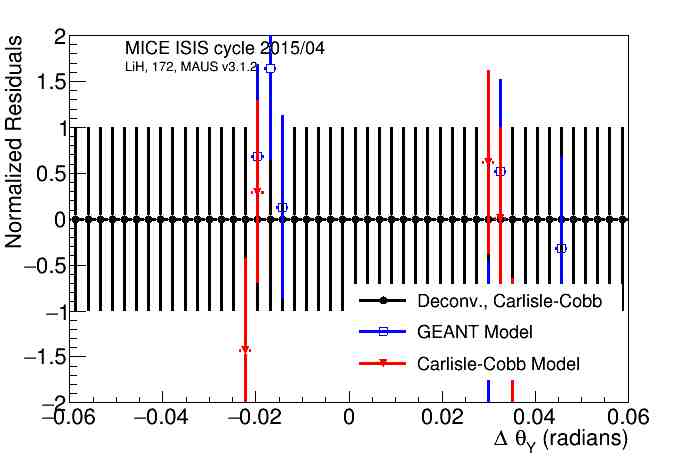 MICE ISIS cycle 2015/04
LiH, 172, MAUS v3.1.2
Normalized Residuals
2
1.5
1
0.5
0
−0.5
−1
−1.5
−2
Deconv., Carlisle-Cobb
GEANT Model
Carlisle-Cobb Model
−0.06 −0.04 −0.02 0 0.02 0.04 0.06
Δ θY (radians)